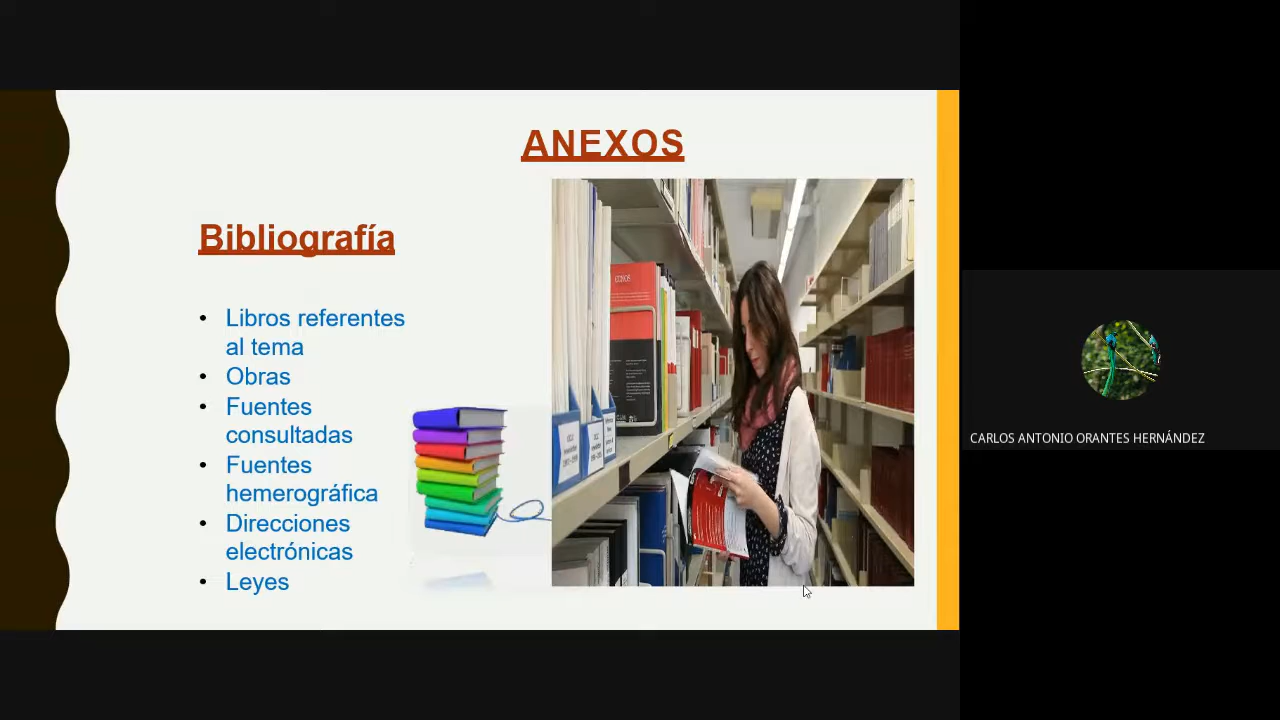 ANEXOS
Bibliografía
• Libros referentes
al tema
• Obras
• Fuentes
consultadas
• Fuentes
hemerográfica
• Direcciones
electrónicas
• Leyes
CARLOS ANTONIO ORANTES HERNÁNDEZ